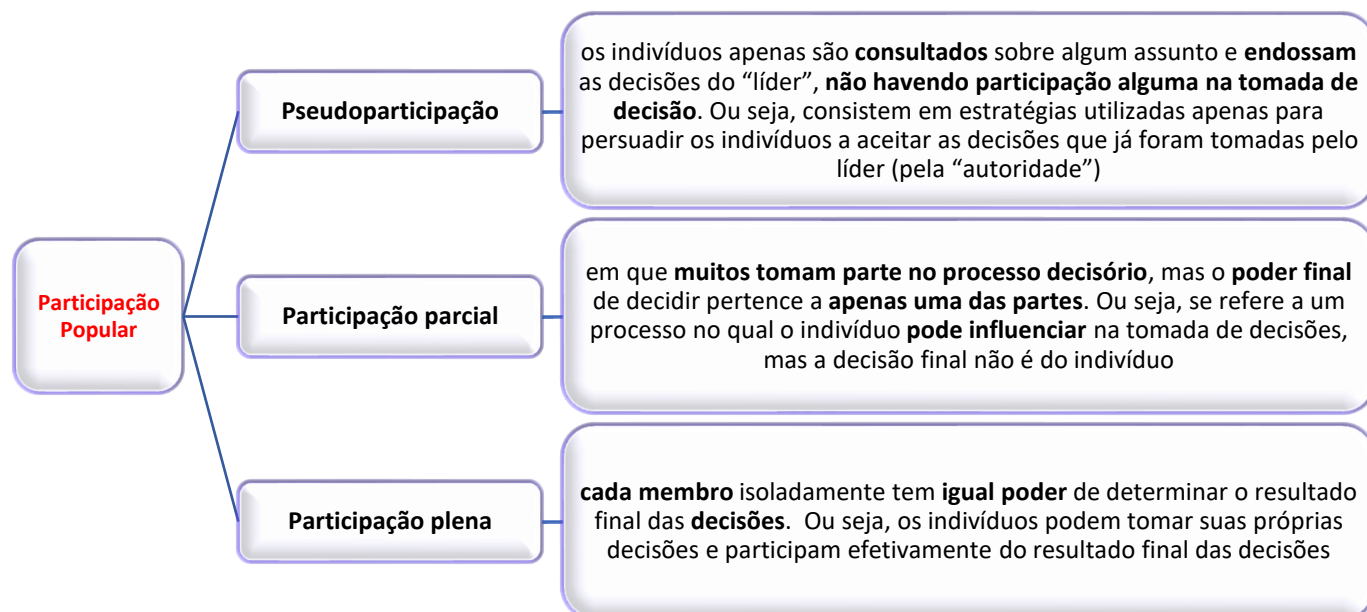 os indivíduos apenas são consultados sobre algum assunto e endossam
as decisões do “líder”, não havendo participação alguma na tomada de
decisão. Ou seja, consistem em estratégias utilizadas apenas para
persuadir os indivíduos a aceitar as decisões que já foram tomadas pelo
líder (pela “autoridade”)
Pseudoparticipação
em que muitos tomam parte no processo decisório, mas o poder final
de decidir pertence a apenas uma das partes. Ou seja, se refere a um
processo no qual o indivíduo pode influenciar na tomada de decisões,
mas a decisão final não é do indivíduo
Participação parcial
Participação
Popular
cada membro isoladamente tem igual poder de determinar o resultado
final das decisões. Ou seja, os indivíduos podem tomar suas próprias
decisões e participam efetivamente do resultado final das decisões
Participação plena